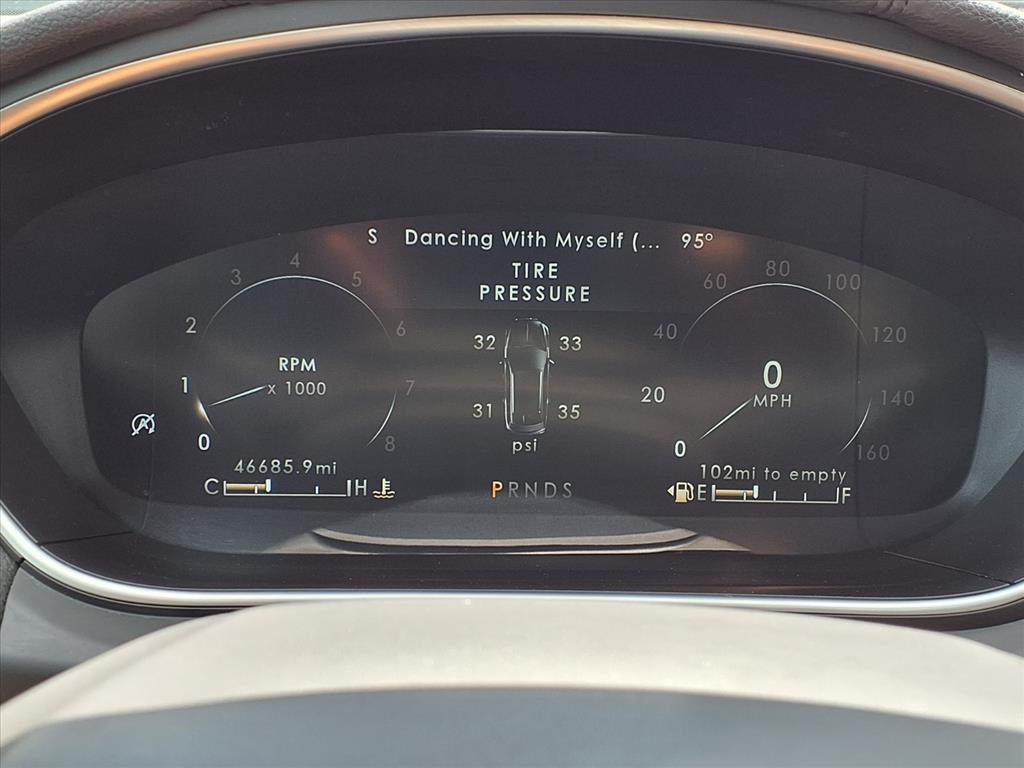 S Dancing With Myself (... 95°
TIRE
PRESSURE
0 1 2 3 4 5 6 7 8
RPM
x 1000
32 33
31 35
psi
0 20 40 60 80 100 120 140 160
0
MPH
A
46685.9mi
C H
PRNDS
102mi to empty
E F